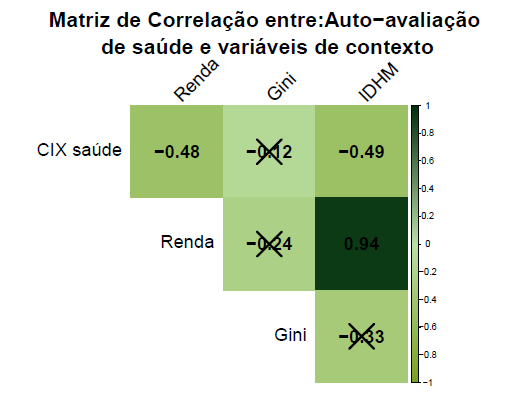 Matriz de Correlação entre:Auto−avaliação
de saúde e variáveis de contexto
Renda
Gini
IDHM
CIX saúde
−0.48
−0.12
−0.49
Renda
−0.24
0.94
Gini
−0.33
1
0.8
0.6
0.4
0.2
0
−0.2
−0.4
−0.6
−0.8
−1